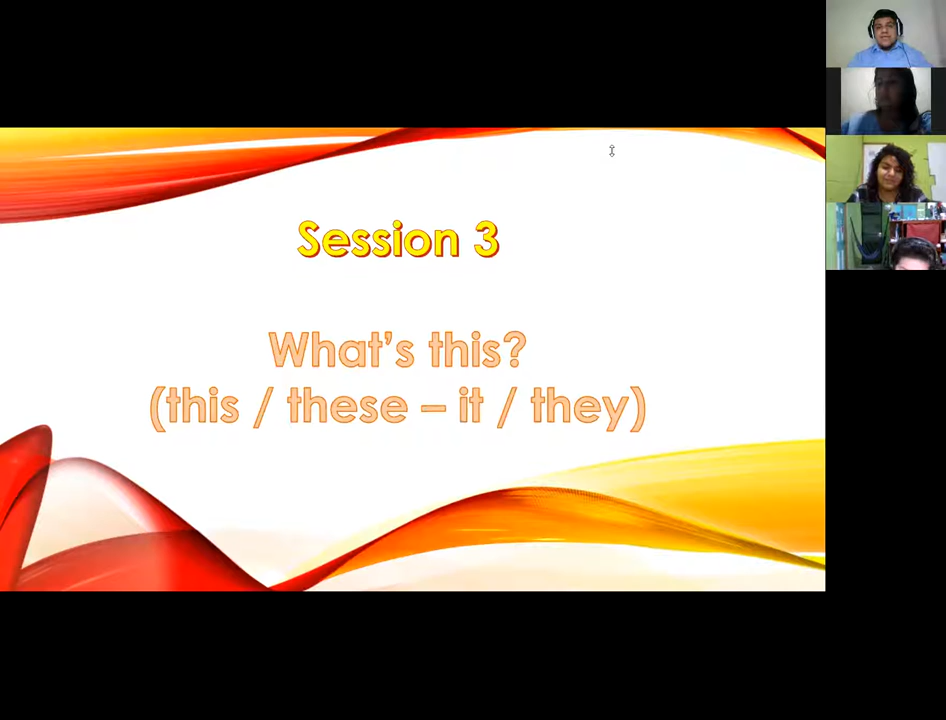 Session 3
What’s this?
(this / these – it / they)